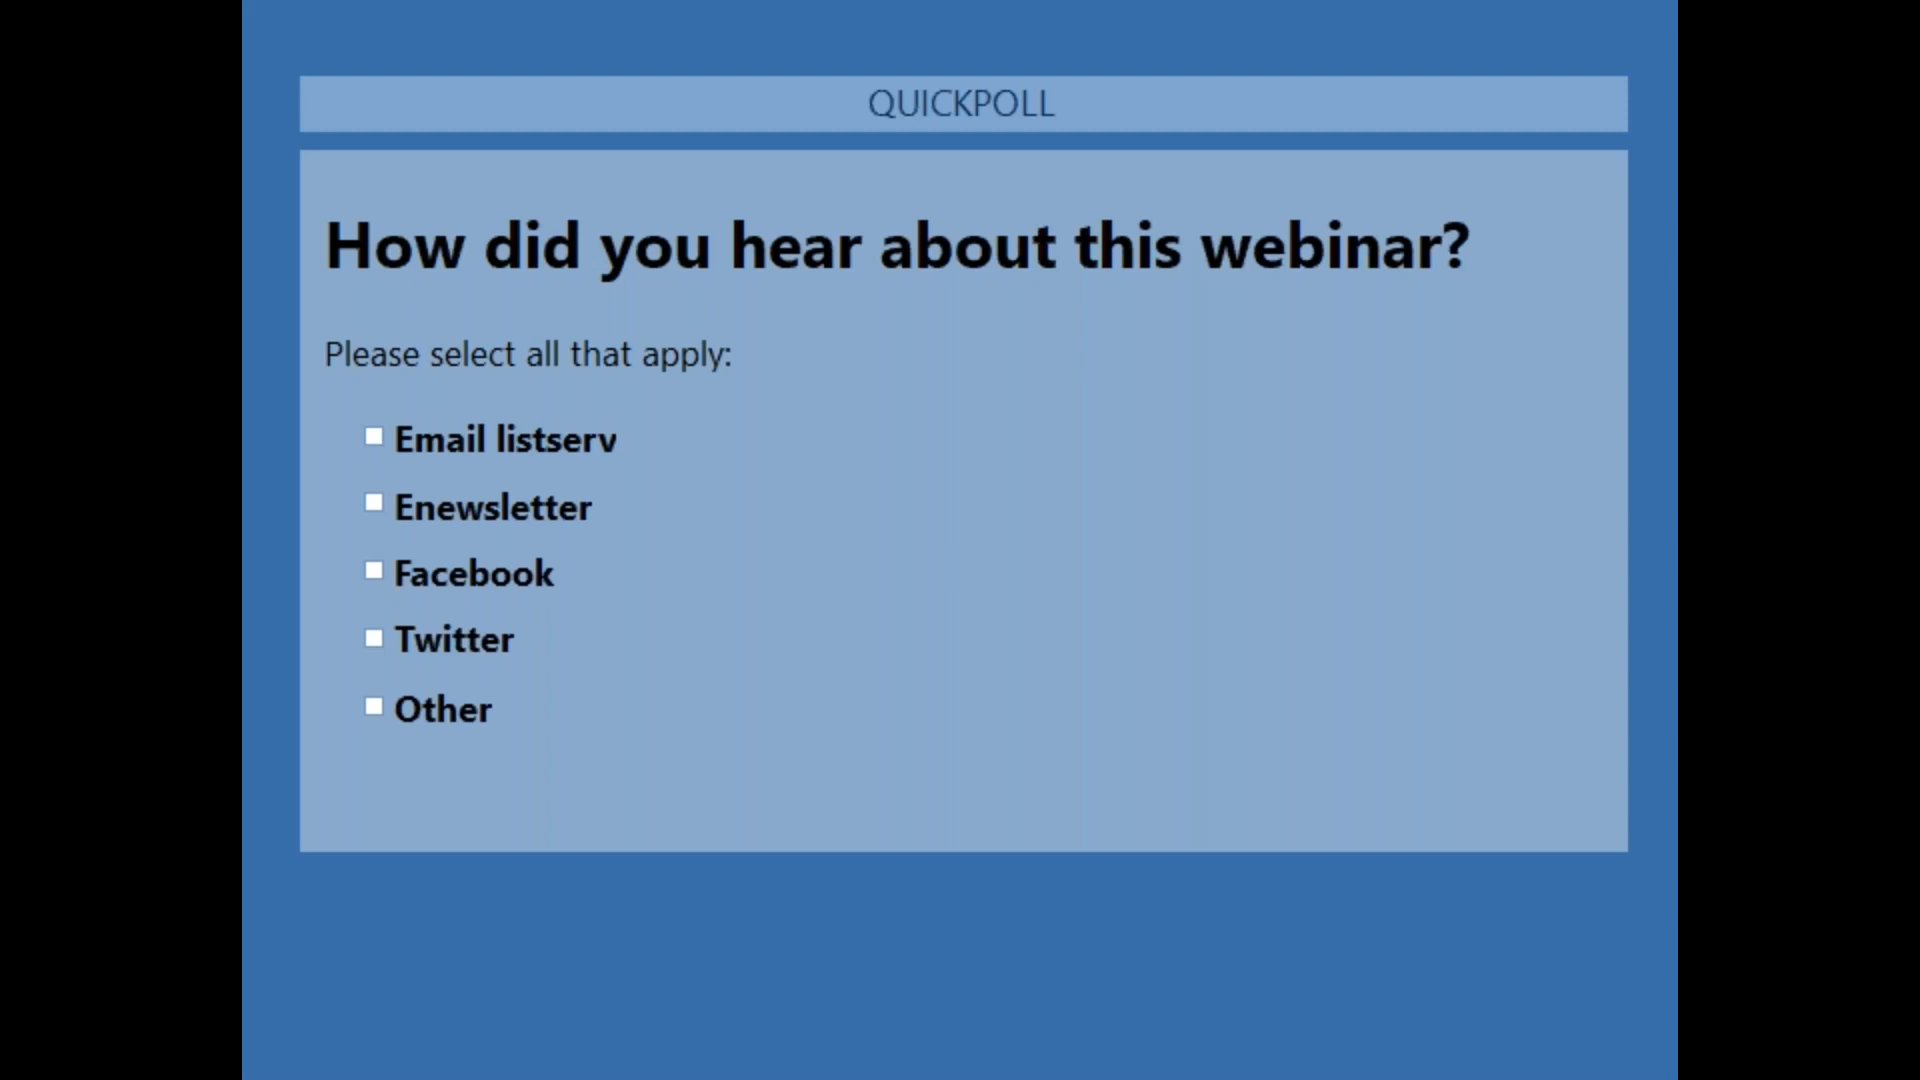 QUICKPOLL
How did you hear about this webinar?
Please select all that apply:
Email listserv
Enewsletter
Facebook
Twitter
Other